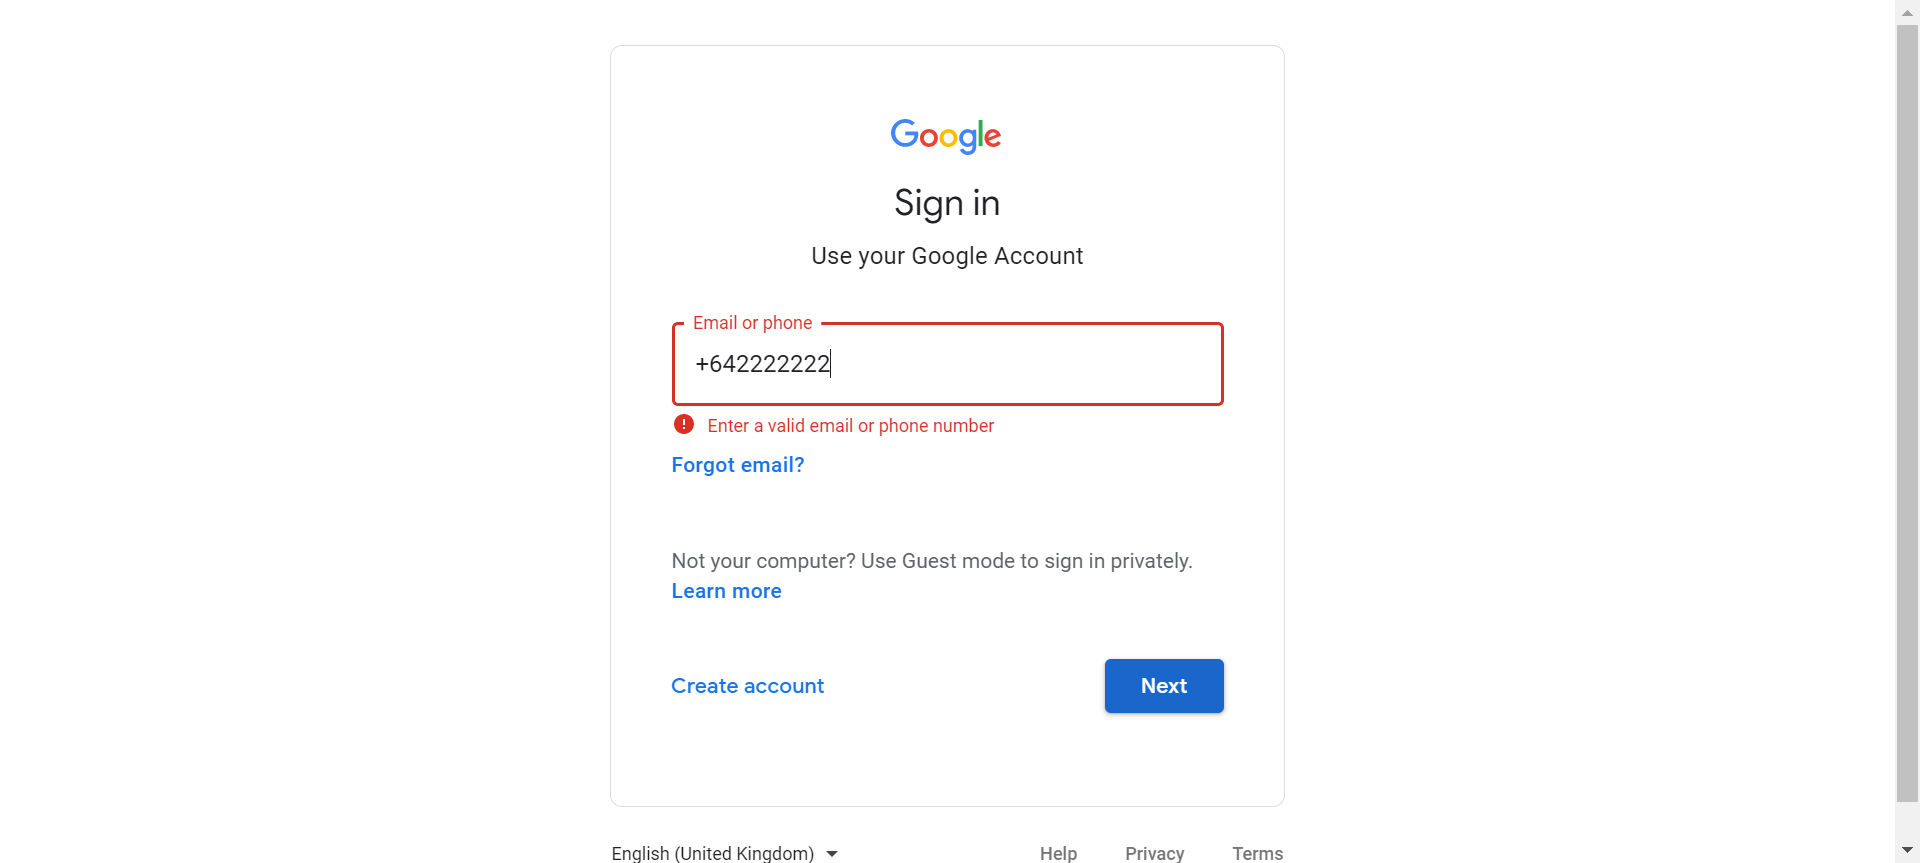 Google
Sign in
Use your Google Account
Email or phone
+642222222
Enter a valid email or phone number
Forgot email?
Not your computer? Use Guest mode to sign in privately.
Learn more
Create account
Next
English (United Kingdom)
Help
Privacy
Terms